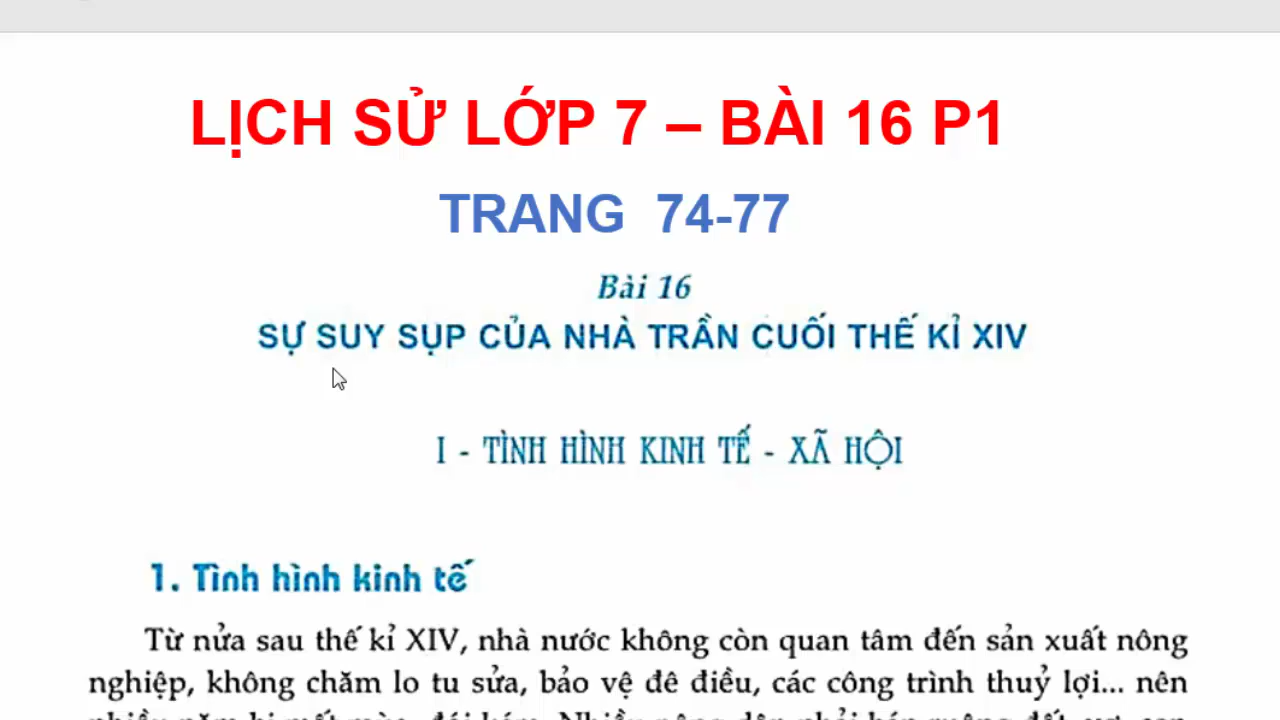 LỊCH SỬ LỚP 7 – BÀI 16 P1
TRANG 74-77
Bài 16
SỰ SUY SỤP CỦA NHÀ TRẦN CUỐI THẾ KỈ XIV
I - TÌNH HÌNH KINH TẾ - XÃ HỘI
1. Tình hình kinh tế
Từ nửa sau thế kỉ XIV, nhà nước không còn quan tâm đến sản xuất nông
nghiệp, không chăm lo tu sửa, bảo vệ đê điều, các công trình thuỷ lợi... nên